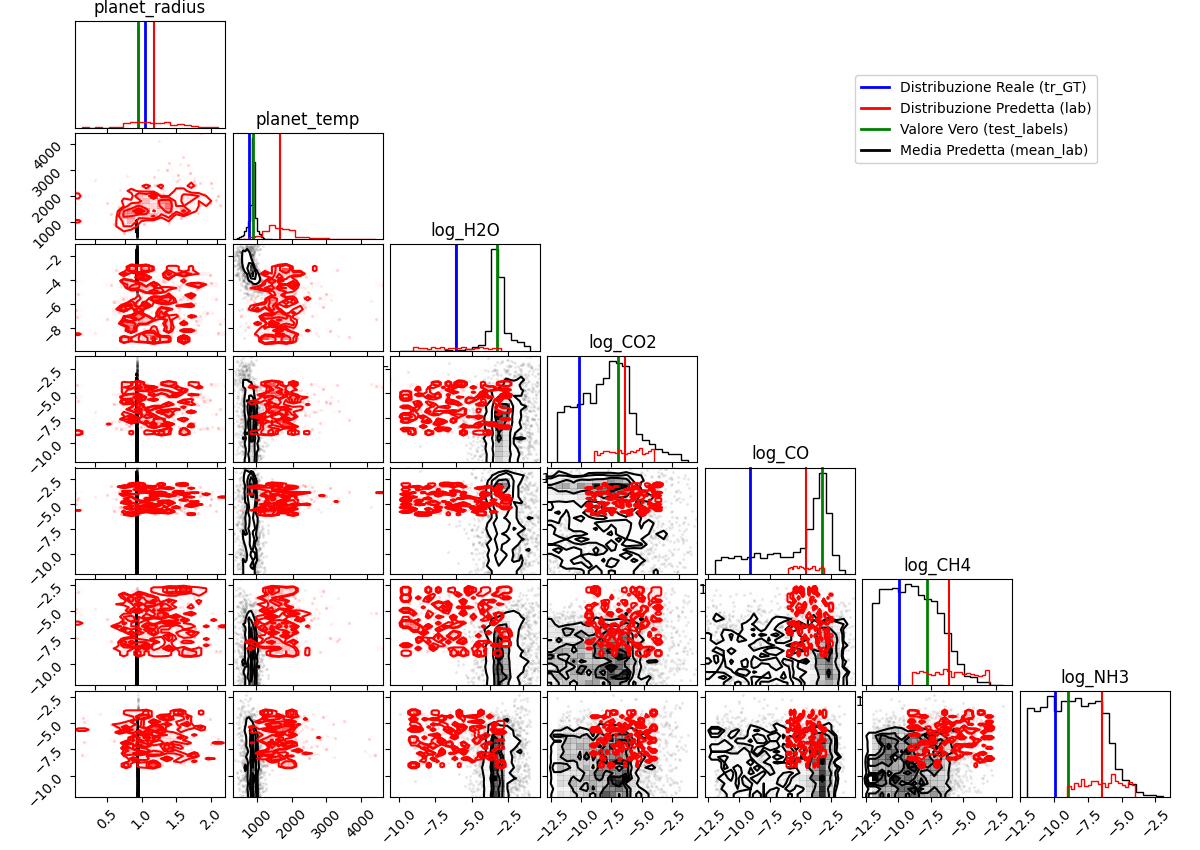 planet_radius
planet_temp
Distribuzione Reale (tr_GT)
Distribuzione Predetta (lab)
Valore Vero (test_labels)
Media Predetta (mean_lab)
4000
3000
2000
1000
log_H2O
−2
−4
−6
−8
log_CO2
−2.5
−5.0
−7.5
−10.0
log_CO
−2.5
−5.0
−7.5
−10.0
log_CH4
−2.5
−5.0
−7.5
−10.0
log_NH3
−2.5
−5.0
−7.5
−10.0
0.5 1.0 1.5 2.0 1000 2000 3000 4000 −10.0 −7.5 −5.0 −2.5 −12.5 −10.0 −7.5 −5.0 −2.5 −12.5 −10.0 −7.5 −5.0 −2.5 −12.5 −10.0 −7.5 −5.0 −2.5 −12.5 −10.0 −7.5 −5.0 −2.5